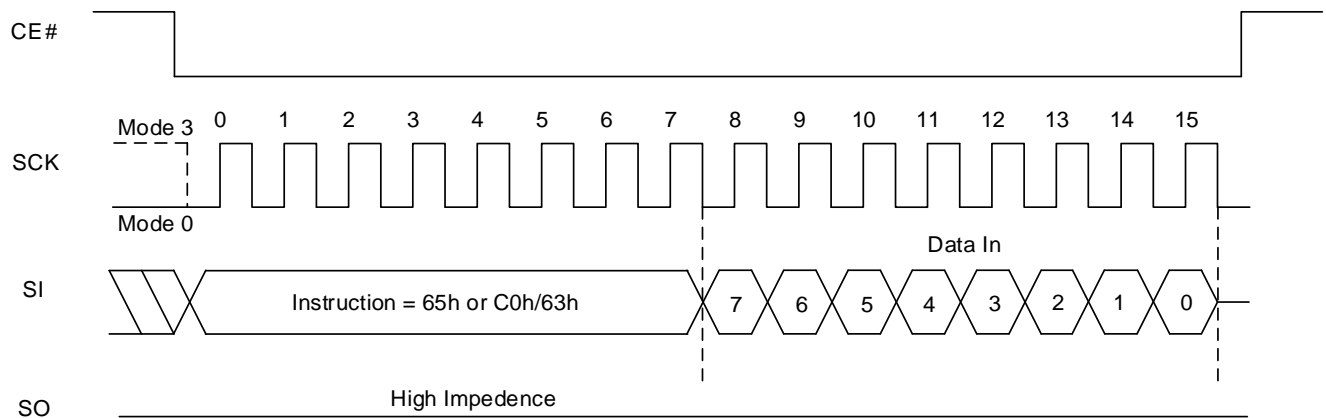 CE#
Mode 3
0 1 2 3 4 5 6 7 8 9 10 11 12 13 14 15
SCK
Mode 0
Data In
SI
Instruction = 65h or C0h/63h
7 6 5 4 3 2 1 0
High Impedence
SO